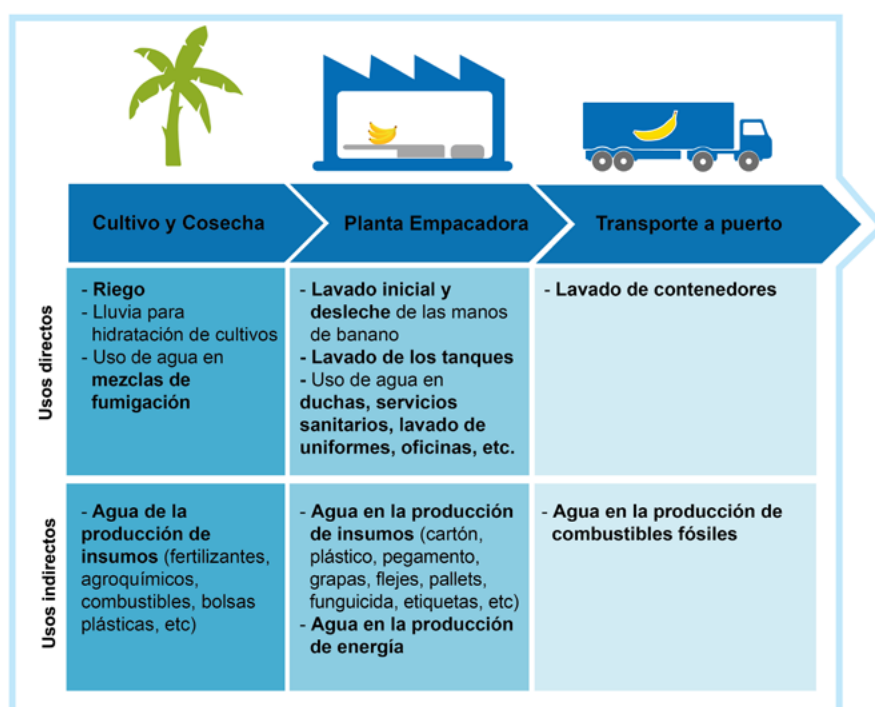 Cultivo y Cosecha
Planta Empacadora
Transporte a puerto
Usos directos
- Riego
- Lluvia para
hidratación de cultivos
- Uso de agua en
mezclas de
fumigación
- Lavado inicial y
desleche de las manos
de banano
- Lavado de los tanques
- Uso de agua en
duchas, servicios
sanitarios, lavado de
uniformes, oficinas, etc.
- Lavado de contenedores
Usos indirectos
- Agua de la
producción de
insumos (fertilizantes,
agroquímicos,
combustibles, bolsas
plásticas, etc)
- Agua en la producción
de insumos (cartón,
plástico, pegamento,
grapas, flejes, pallets,
funguicida, etiquetas, etc)
- Agua en la producción
de energía
- Agua en la producción de
combustibles fósiles